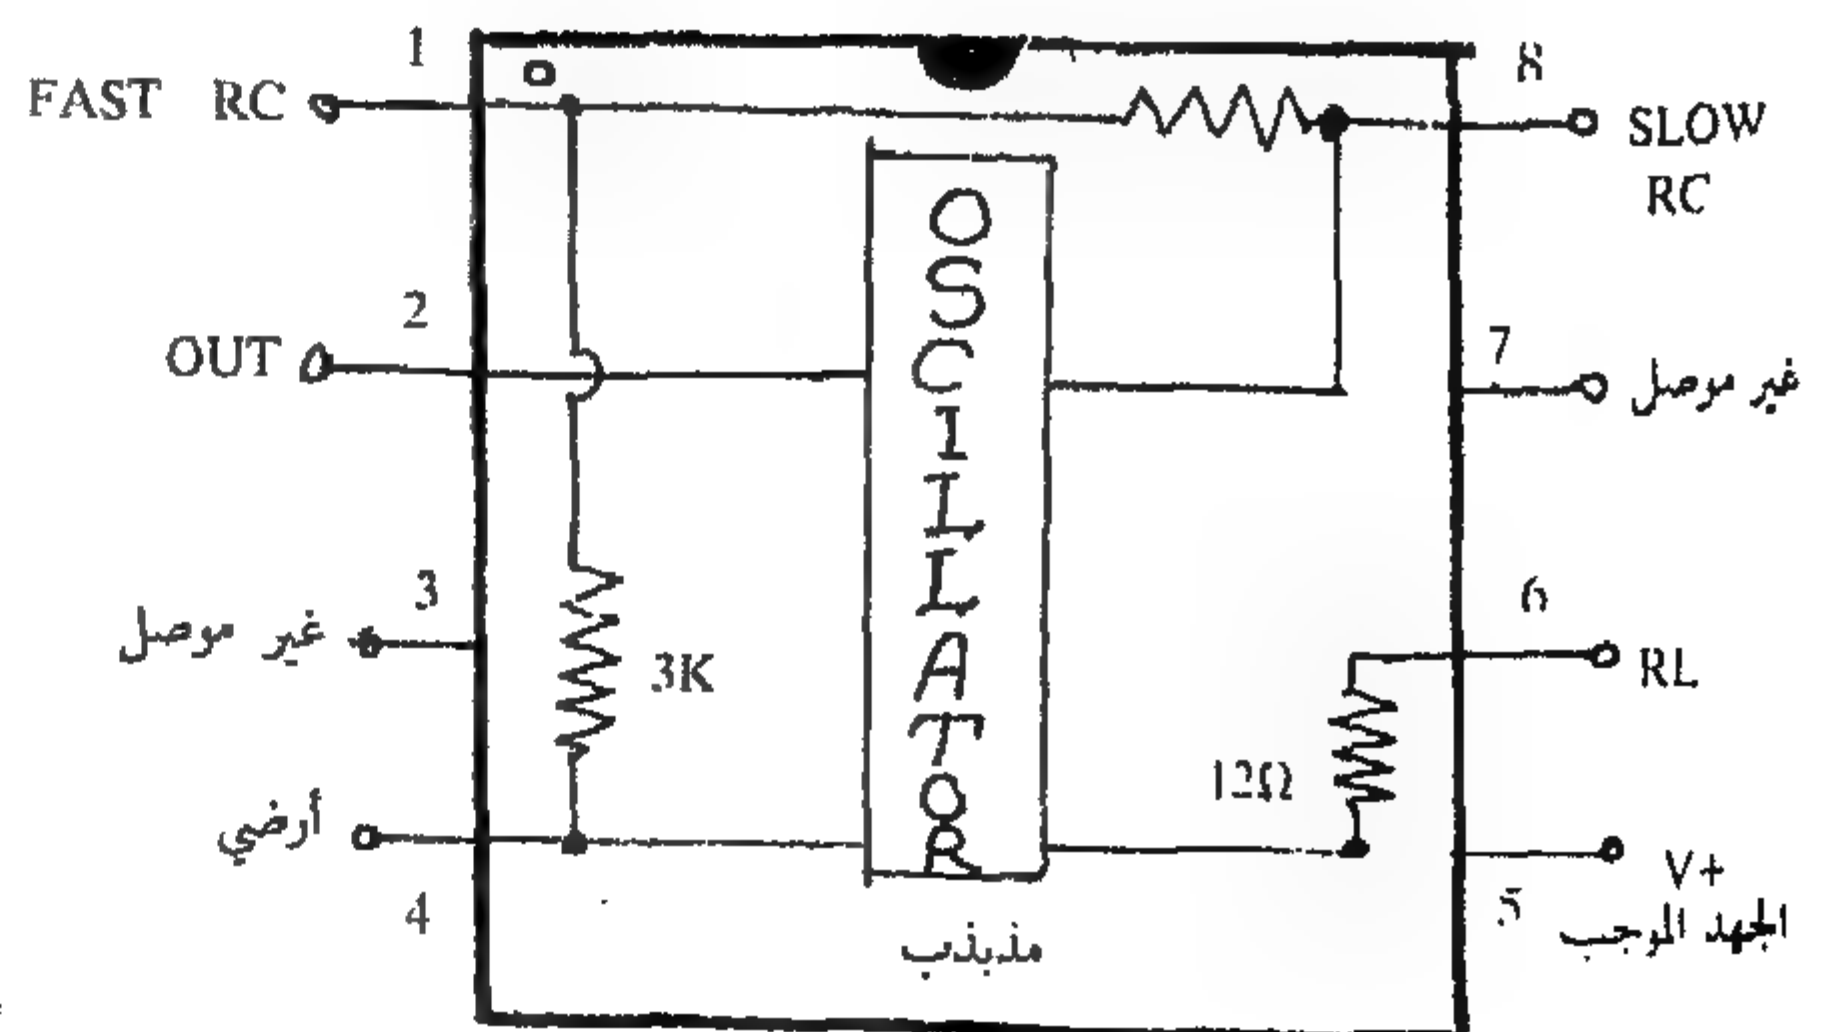 1
8
FAST RC
SLOW
RC
2
OUT
7
غير موصل
3
غير موصل
6
RL
3K
12Ω
أرضي
4
5
V+
الجهد الموجب
OSCILLATOR
مذبذب